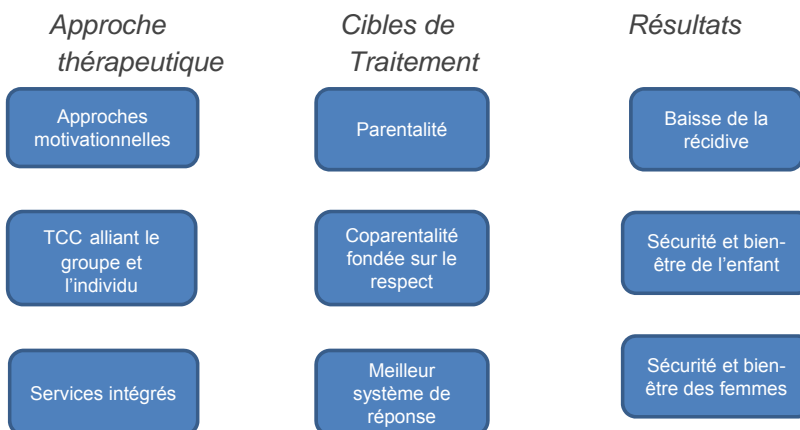 Approche
thérapeutique
Cibles de
Traitement
Résultats
Approches
motivationnelles
Parentalité
Baisse de la
récidive
TCC alliant le
groupe et
l’individu
Coparentalité
fondée sur le
respect
Sécurité et bien-
être de l’enfant
Services intégrés
Meilleur
système de
réponse
Sécurité et bien-
être des femmes